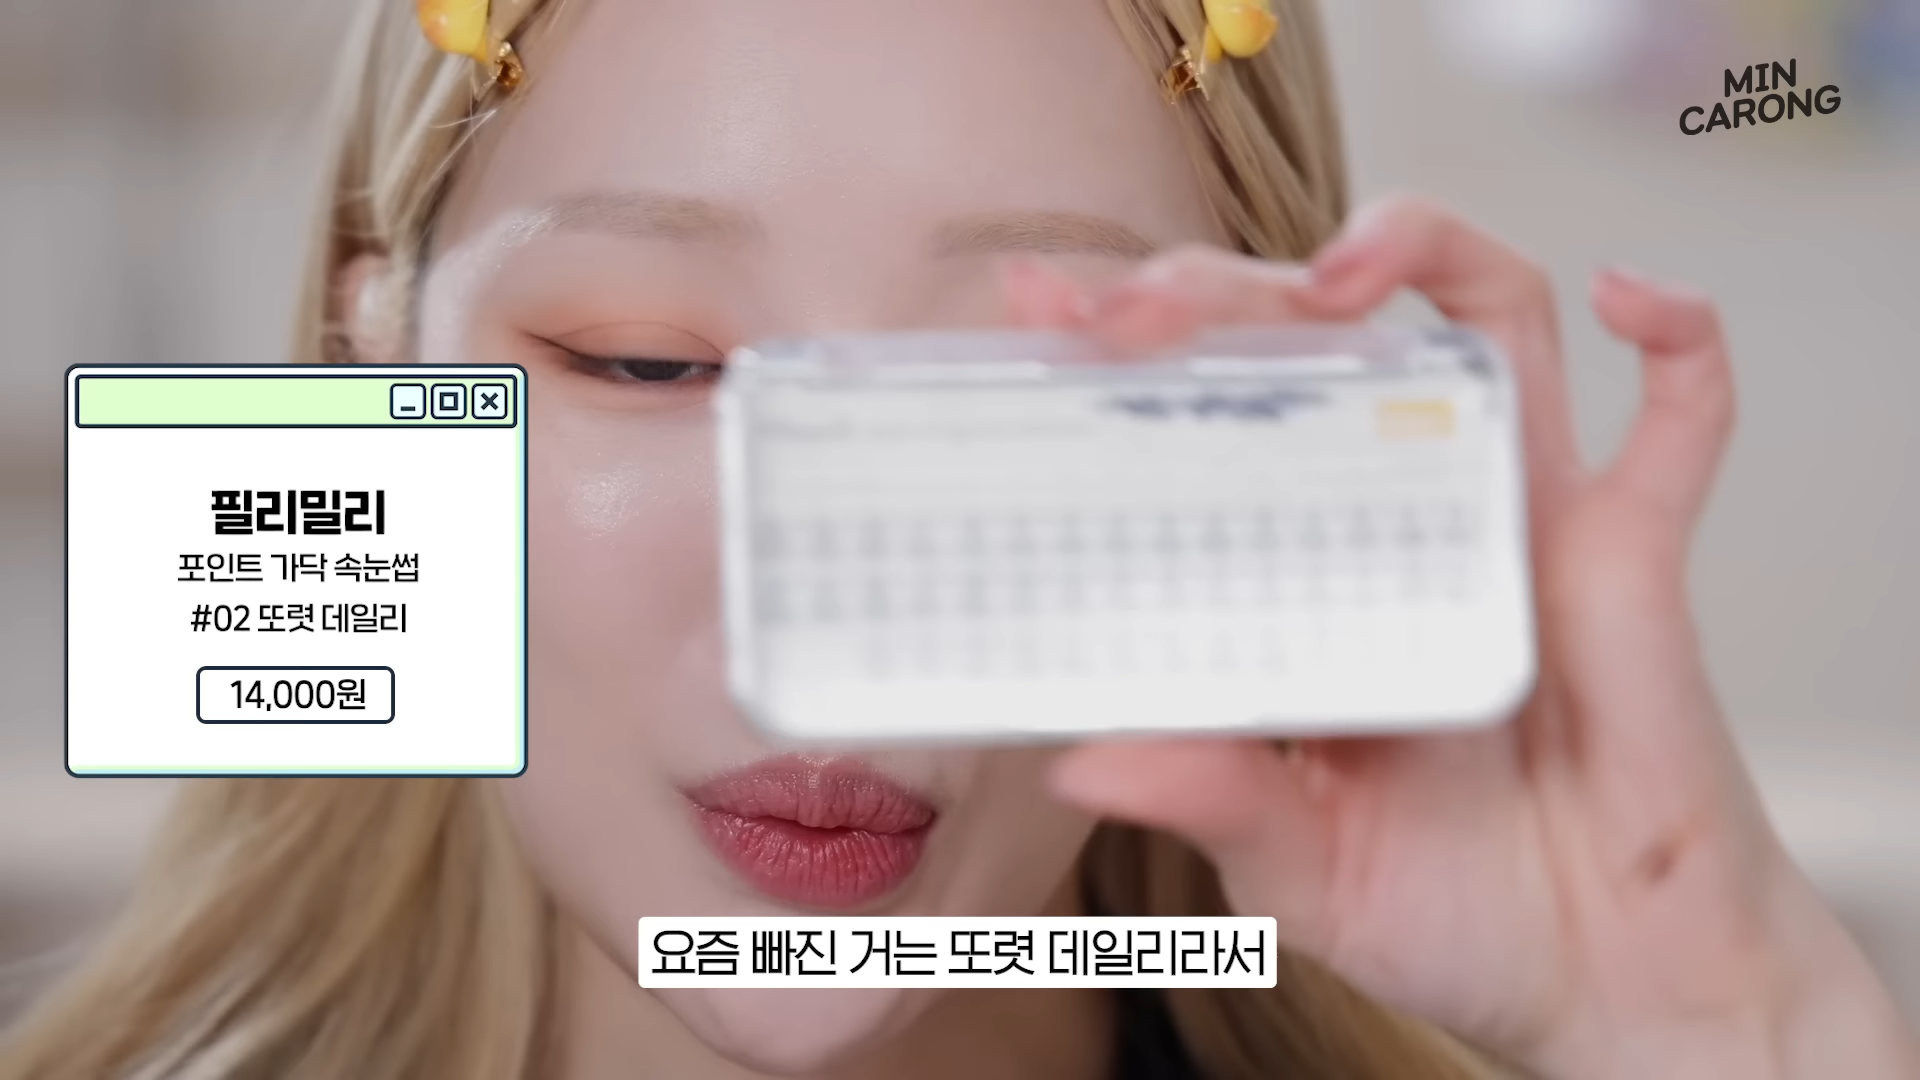 MIN
CARONG
필리밀리
포인트 가닥 속눈썹
#02 또렷 데일리
14,000원
요즘 빠진 거는 또렷 데일리라서